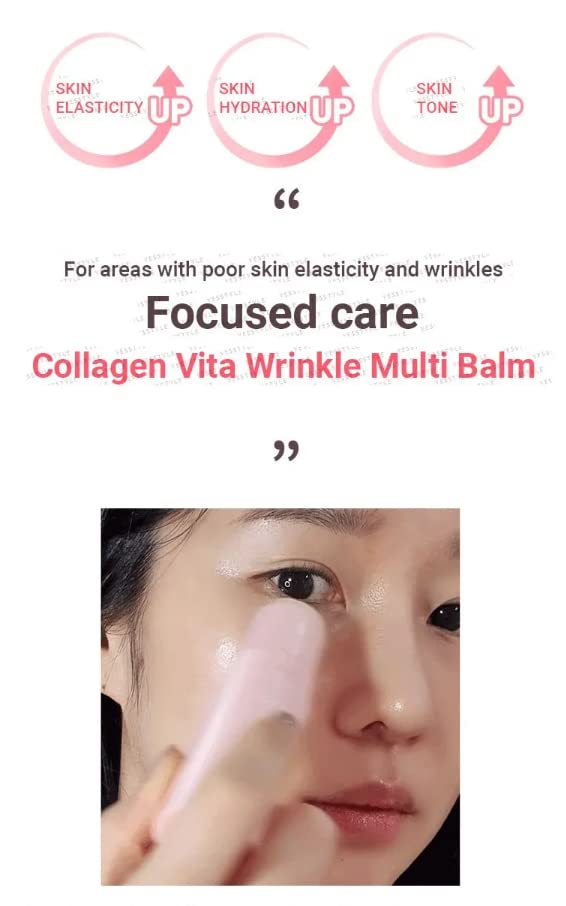 SKIN
ELASTICITY UP
SKIN
HYDRATION UP
SKIN
TONE UP
“
For areas with poor skin elasticity and wrinkles
Focused care
Collagen Vita Wrinkle Multi Balm
”